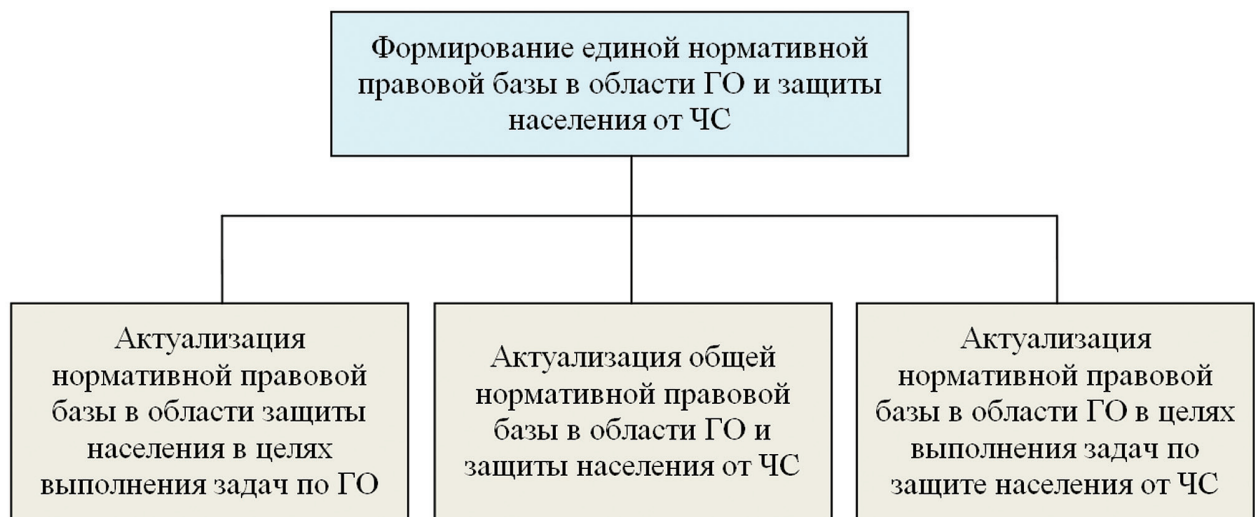 Формирование единой нормативной
правовой базы в области ГО и защиты
населения от ЧС
Актуализация
нормативной правовой
базы в области защиты
населения в целях
выполнения задач по ГО
Актуализация общей
нормативной правовой
базы в области ГО и
защиты населения от ЧС
Актуализация
нормативной правовой
базы в области ГО в целях
выполнения задач по
защите населения от ЧС